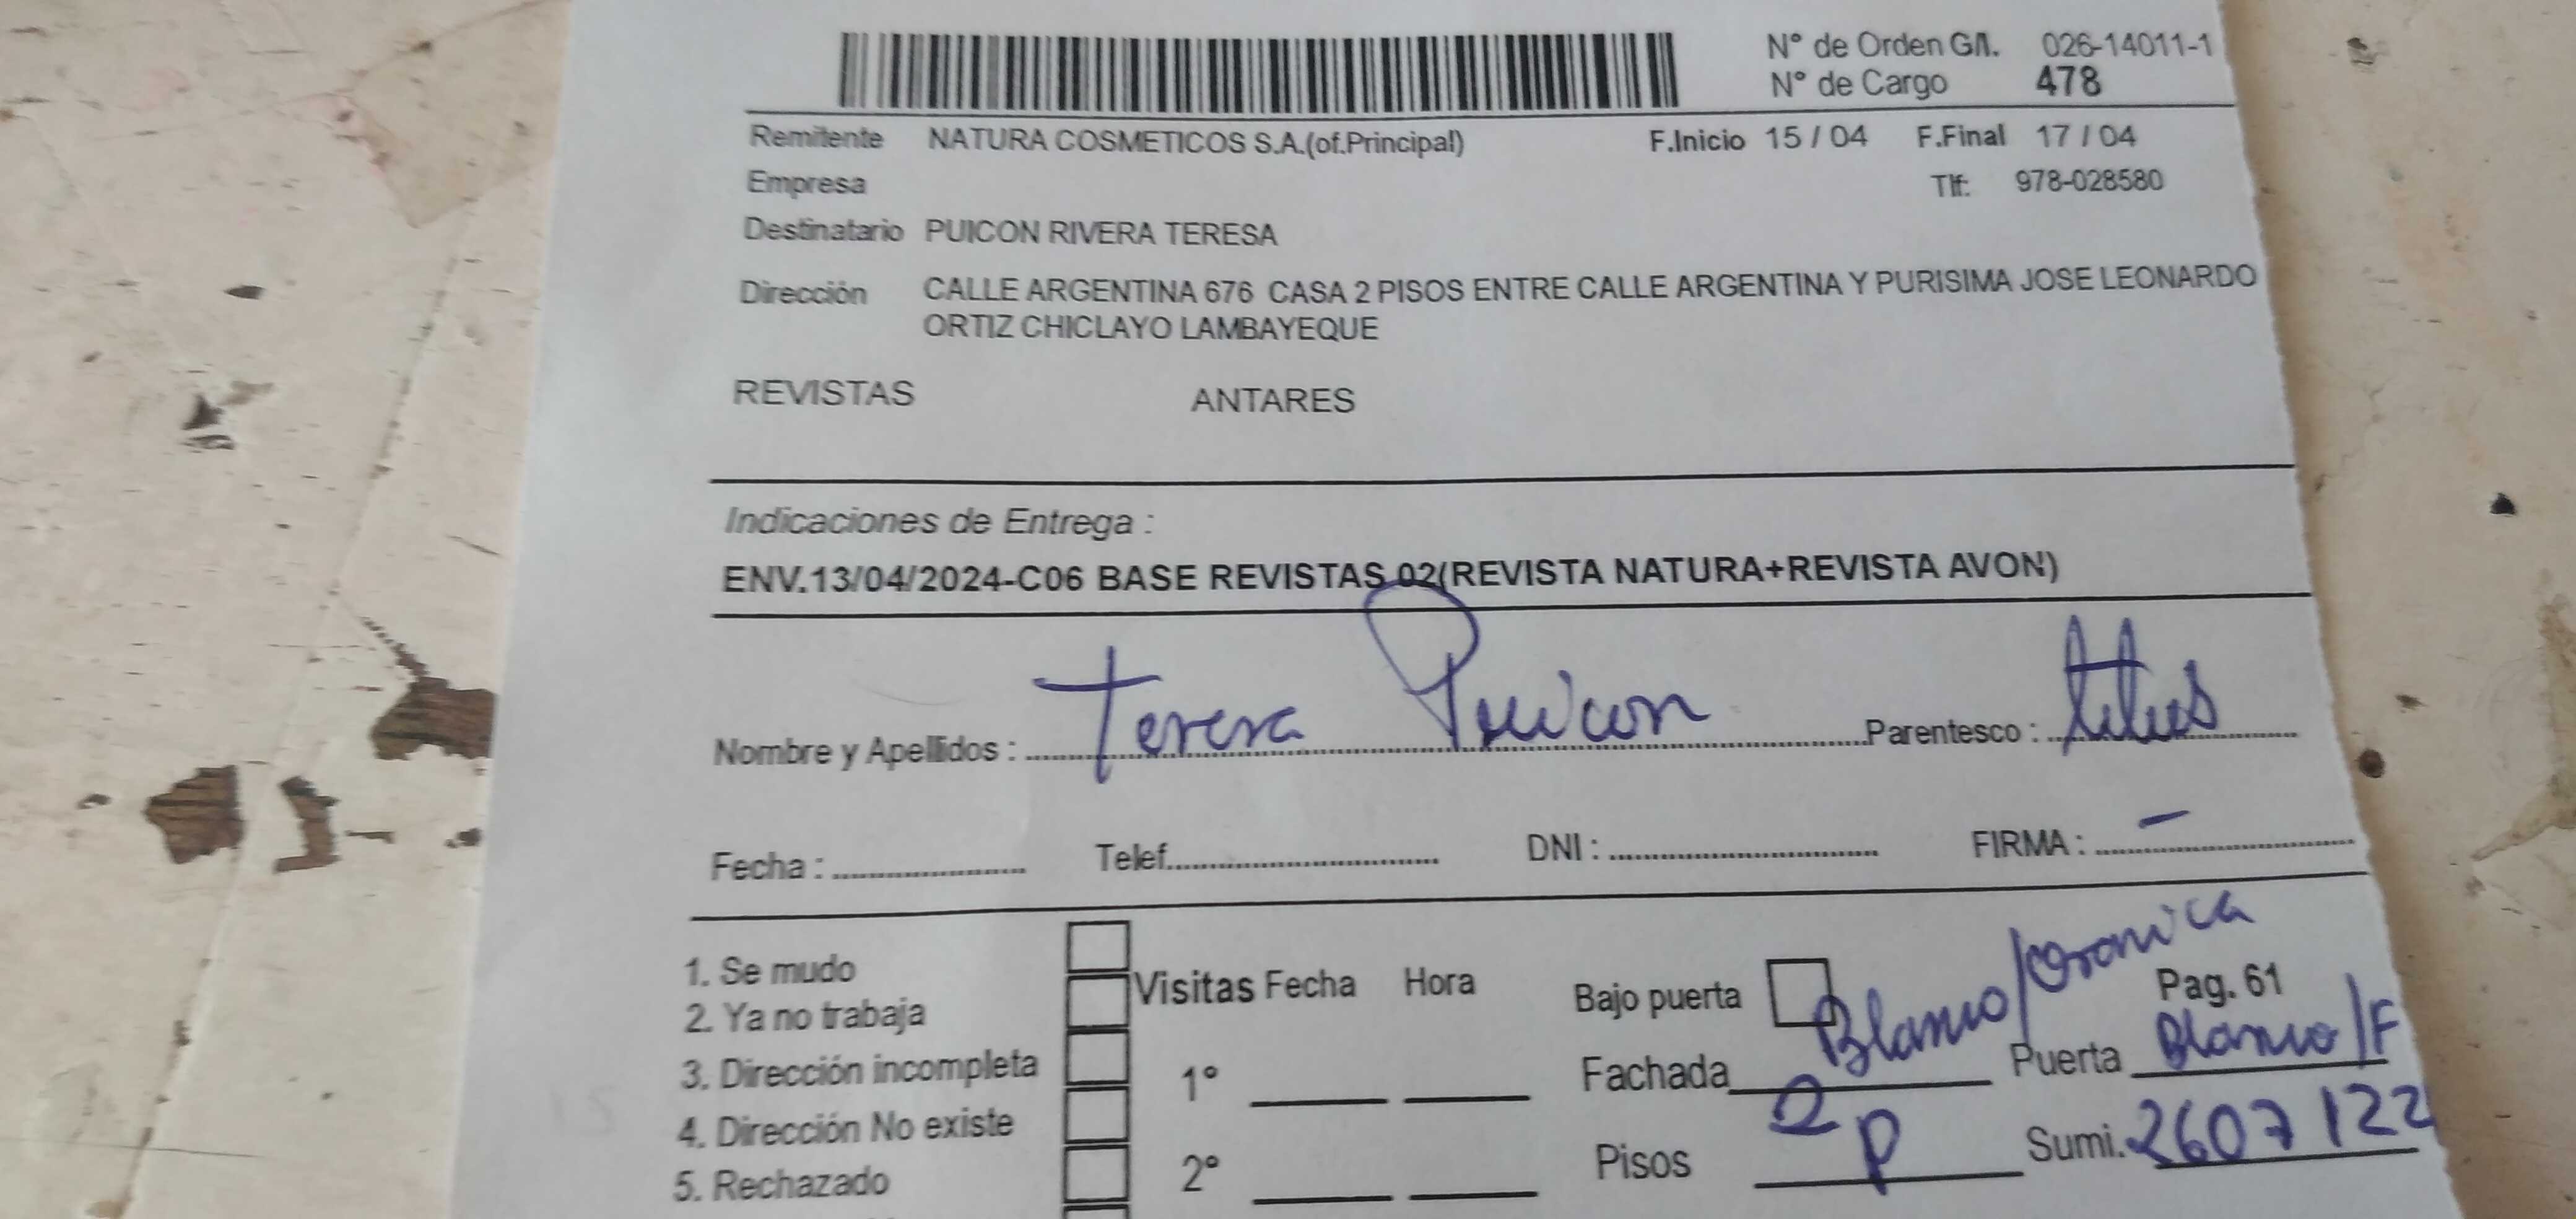 N° de Orden G/I. 026-14011-1
N° de Cargo 478
Remitente NATURA COSMETICOS S.A.(of.Principal) F.Inicio 15 / 04 F.Final 17 / 04
Empresa Tlf: 978-028580
Destinatario PUICON RIVERA TERESA
Dirección CALLE ARGENTINA 676 CASA 2 PISOS ENTRE CALLE ARGENTINA Y PURISIMA JOSE LEONARDO
ORTIZ CHICLAYO LAMBAYEQUE
REVISTAS ANTARES
Indicaciones de Entrega :
ENV.13/04/2024-C06 BASE REVISTAS 02(REVISTA NATURA+REVISTA AVON)
Nombre y Apellidos : Teresa Puicon Parentesco :
Fecha : Telef. DNI : FIRMA : -
1. Se mudo
2. Ya no trabaja
3. Dirección incompleta
4. Dirección No existe
5. Rechazado
Visitas Fecha Hora
1°
2°
Bajo puerta Pag. 61
Fachada Blanco Puerta Blanco/F
Pisos 2 P Sumi. 2607122